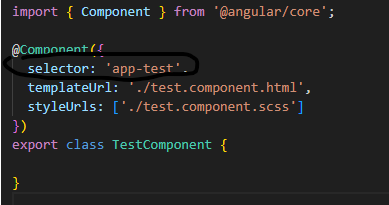 import { Component } from '@angular/core';
@Component({
selector: 'app-test',
templateUrl: './test.component.html',
styleUrls: ['./test.component.scss']
})
export class TestComponent {
}